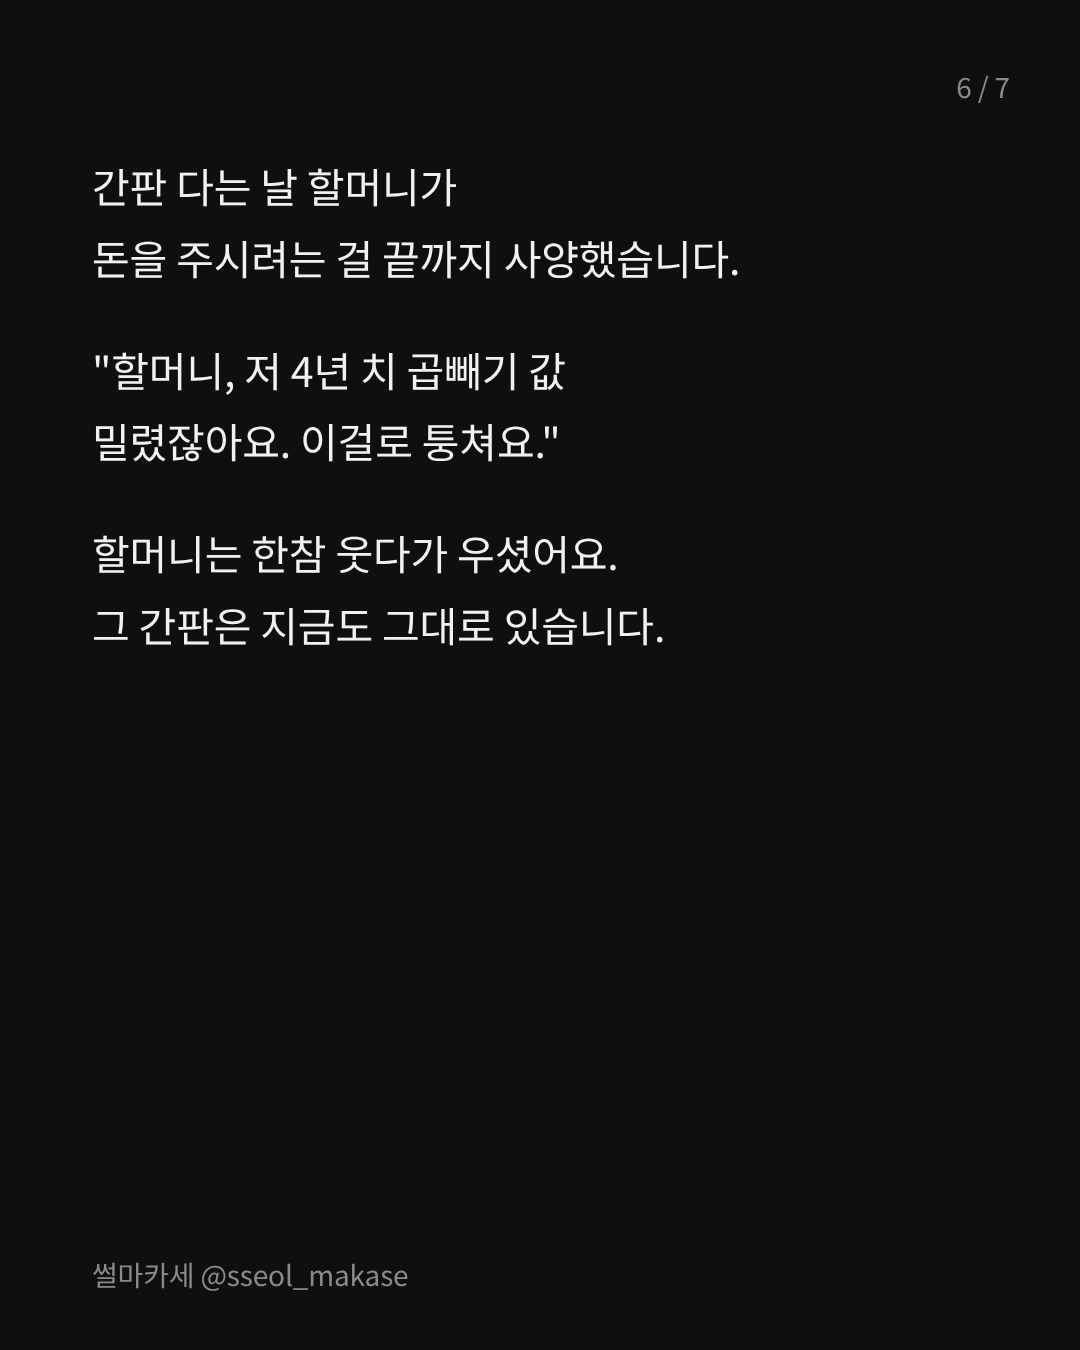 6 / 7
간판 다는 날 할머니가
돈을 주시려는 걸 끝까지 사양했습니다.
"할머니, 저 4년 치 곱빼기 값
밀렸잖아요. 이걸로 퉁쳐요."
할머니는 한참 웃다가 우셨어요.
그 간판은 지금도 그대로 있습니다.
썰마카세 @sseol_makase